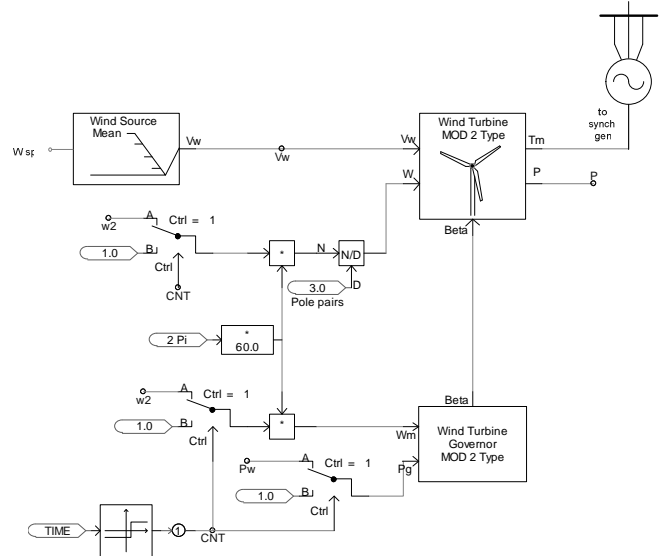 to
synch
gen
Wind Source
Mean
Vw
Vw
Wind Turbine
MOD 2 Type
Vw
W
Tm
P
P
Beta
W sp
A
w2
Ctrl = 1
B
1.0
Ctrl
CNT
*
N
N/D
D
3.0
Pole pairs
2 Pi
*
60.0
A
w2
Ctrl = 1
B
1.0
Ctrl
*
Beta
Wm
Wind Turbine
Governor
MOD 2 Type
Pg
A
Pw
Ctrl = 1
B
1.0
Ctrl
TIME
1
CNT